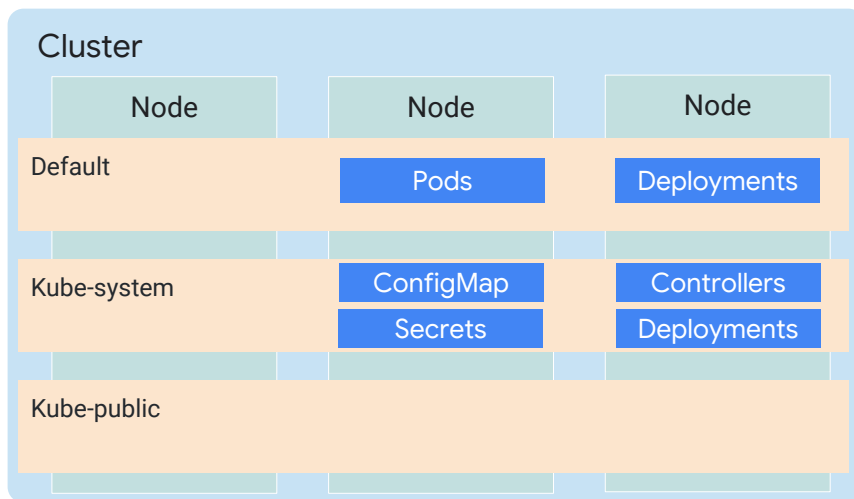 Cluster
Node Node Node
Default
Pods Deployments
Kube-system
ConfigMap Controllers
Secrets Deployments
Kube-public